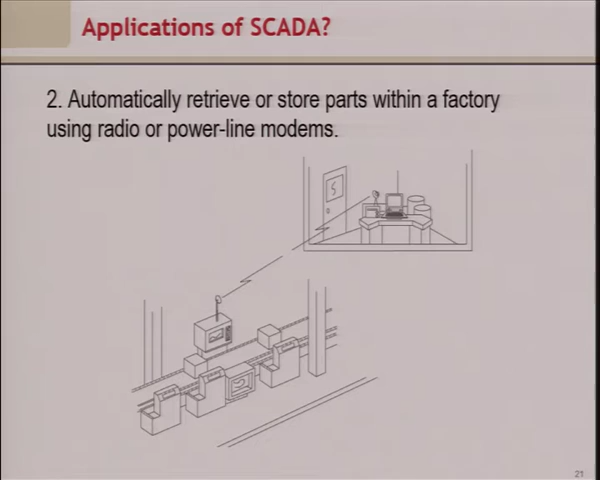 Applications of SCADA?
2. Automatically retrieve or store parts within a factory
using radio or power-line modems.
21